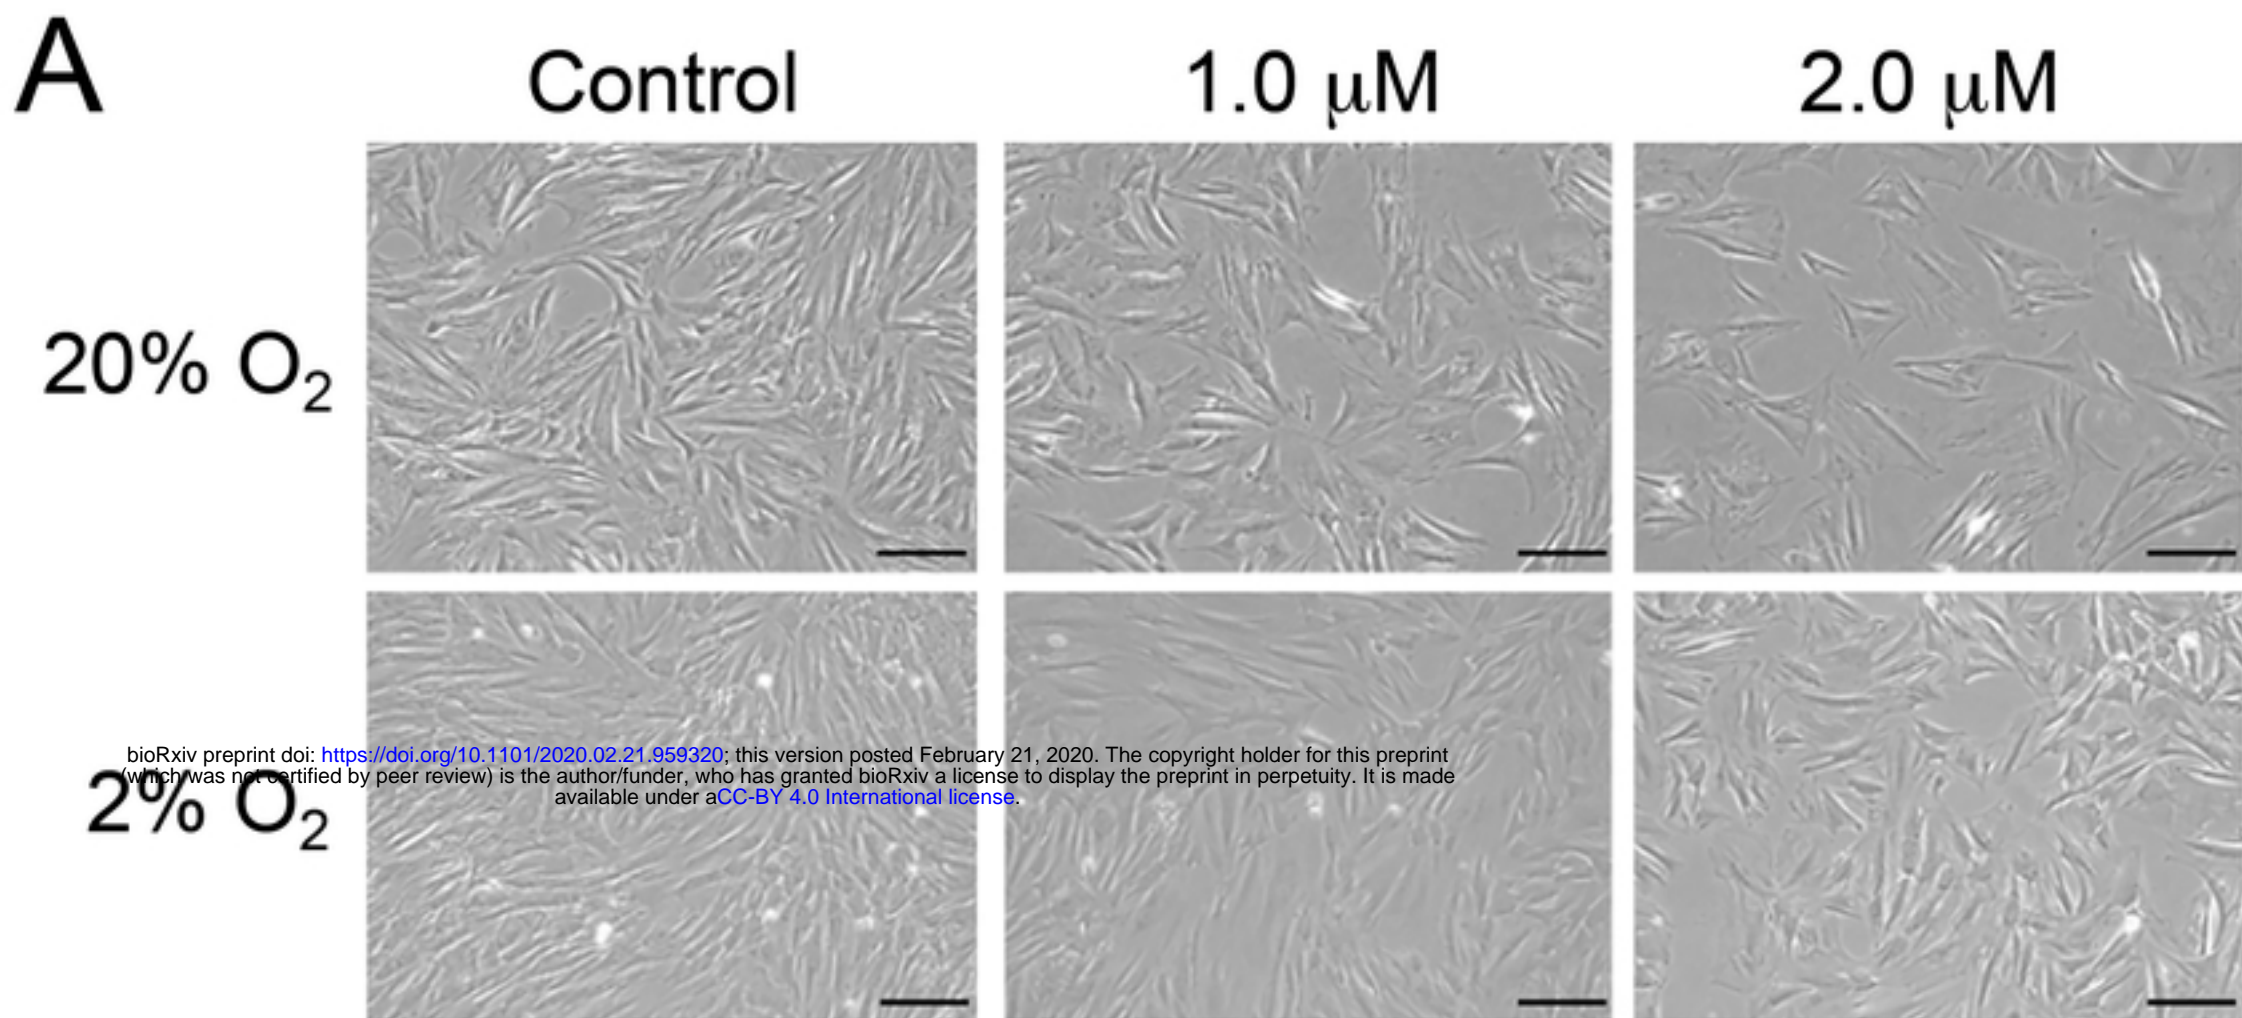 A
Control 1.0 μM 2.0 μM
20% O₂
bioRxiv preprint doi: https://doi.org/10.1101/2020.02.21.959320; this version posted February 21, 2020. The copyright holder for this preprint
(which was not certified by peer review) is the author/funder, who has granted bioRxiv a license to display the preprint in perpetuity. It is made
available under aCC-BY 4.0 International license.
2% O₂